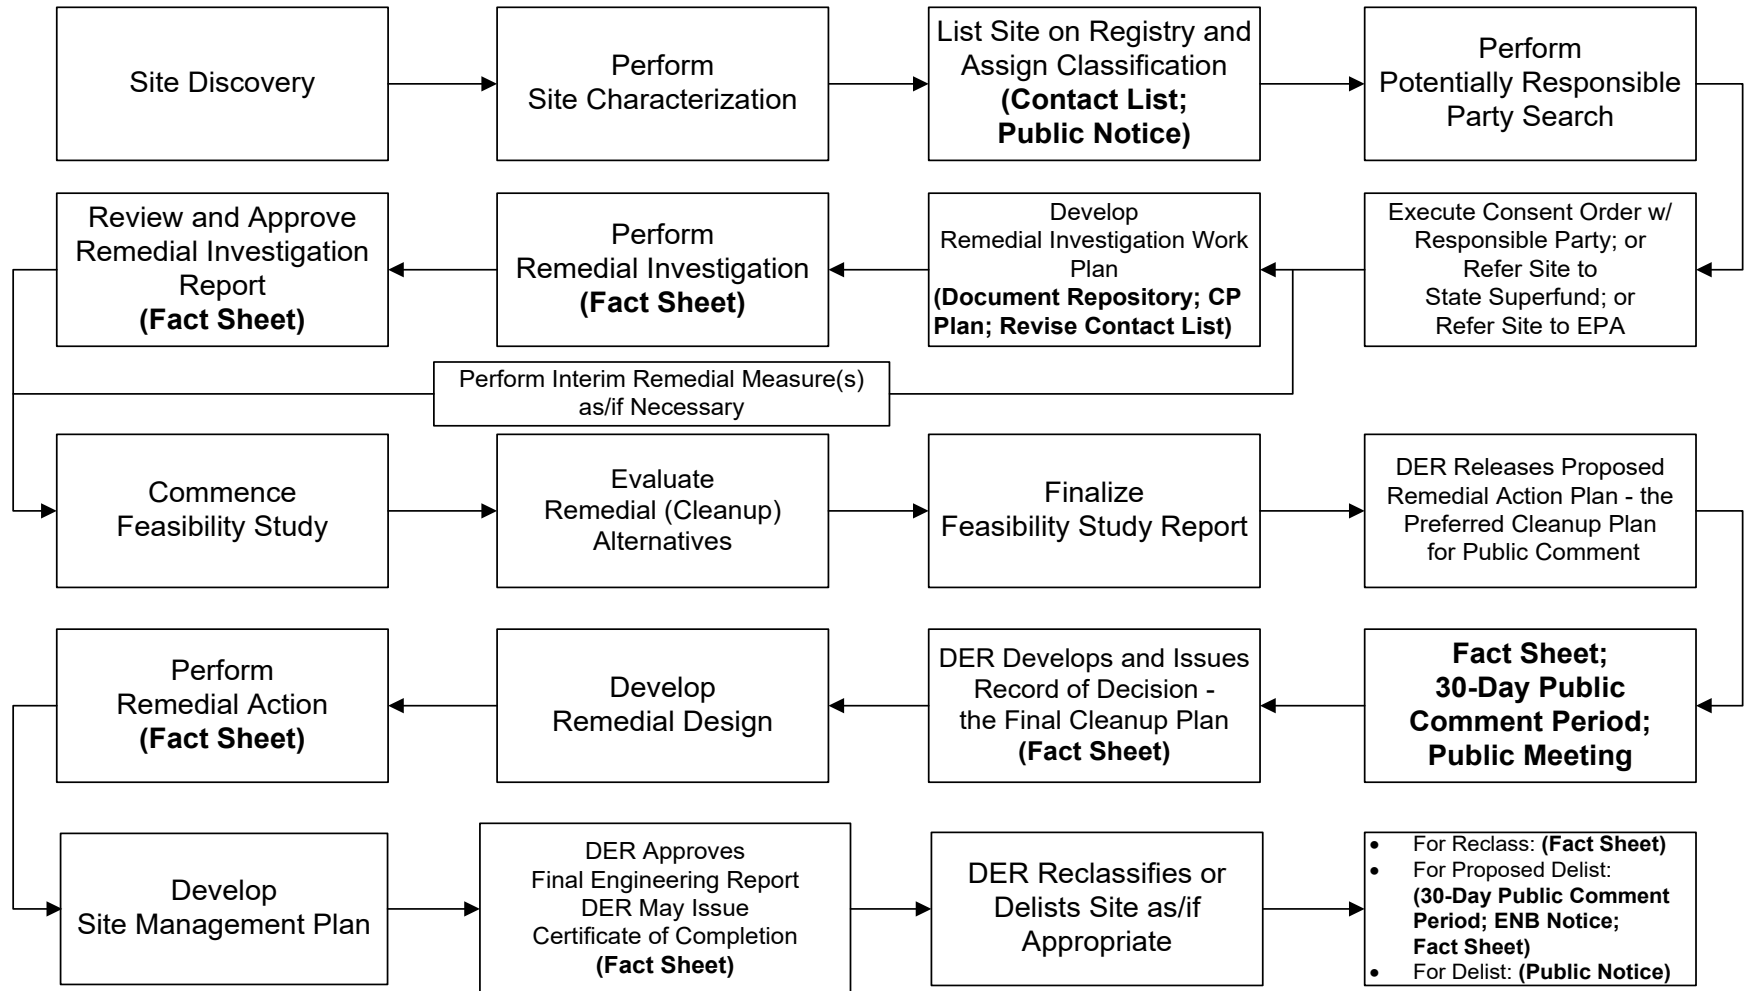 Site Discovery
Perform
Site Characterization
List Site on Registry and
Assign Classification
(Contact List;
Public Notice)
Perform
Potentially Responsible
Party Search
Execute Consent Order w/
Responsible Party; or
Refer Site to
State Superfund; or
Refer Site to EPA
Develop
Remedial Investigation Work
Plan
(Document Repository; CP
Plan; Revise Contact List)
Perform
Remedial Investigation
(Fact Sheet)
Review and Approve
Remedial Investigation
Report
(Fact Sheet)
Perform Interim Remedial Measure(s)
as/if Necessary
Commence
Feasibility Study
Evaluate
Remedial (Cleanup)
Alternatives
Finalize
Feasibility Study Report
DER Releases Proposed
Remedial Action Plan - the
Preferred Cleanup Plan
for Public Comment
Fact Sheet;
30-Day Public
Comment Period;
Public Meeting
DER Develops and Issues
Record of Decision -
the Final Cleanup Plan
(Fact Sheet)
Develop
Remedial Design
Perform
Remedial Action
(Fact Sheet)
Develop
Site Management Plan
DER Approves
Final Engineering Report
DER May Issue
Certificate of Completion
(Fact Sheet)
DER Reclassifies or
Delists Site as/if
Appropriate
• For Reclass: (Fact Sheet)
• For Proposed Delist:
(30-Day Public Comment
Period; ENB Notice;
Fact Sheet)
• For Delist: (Public Notice)